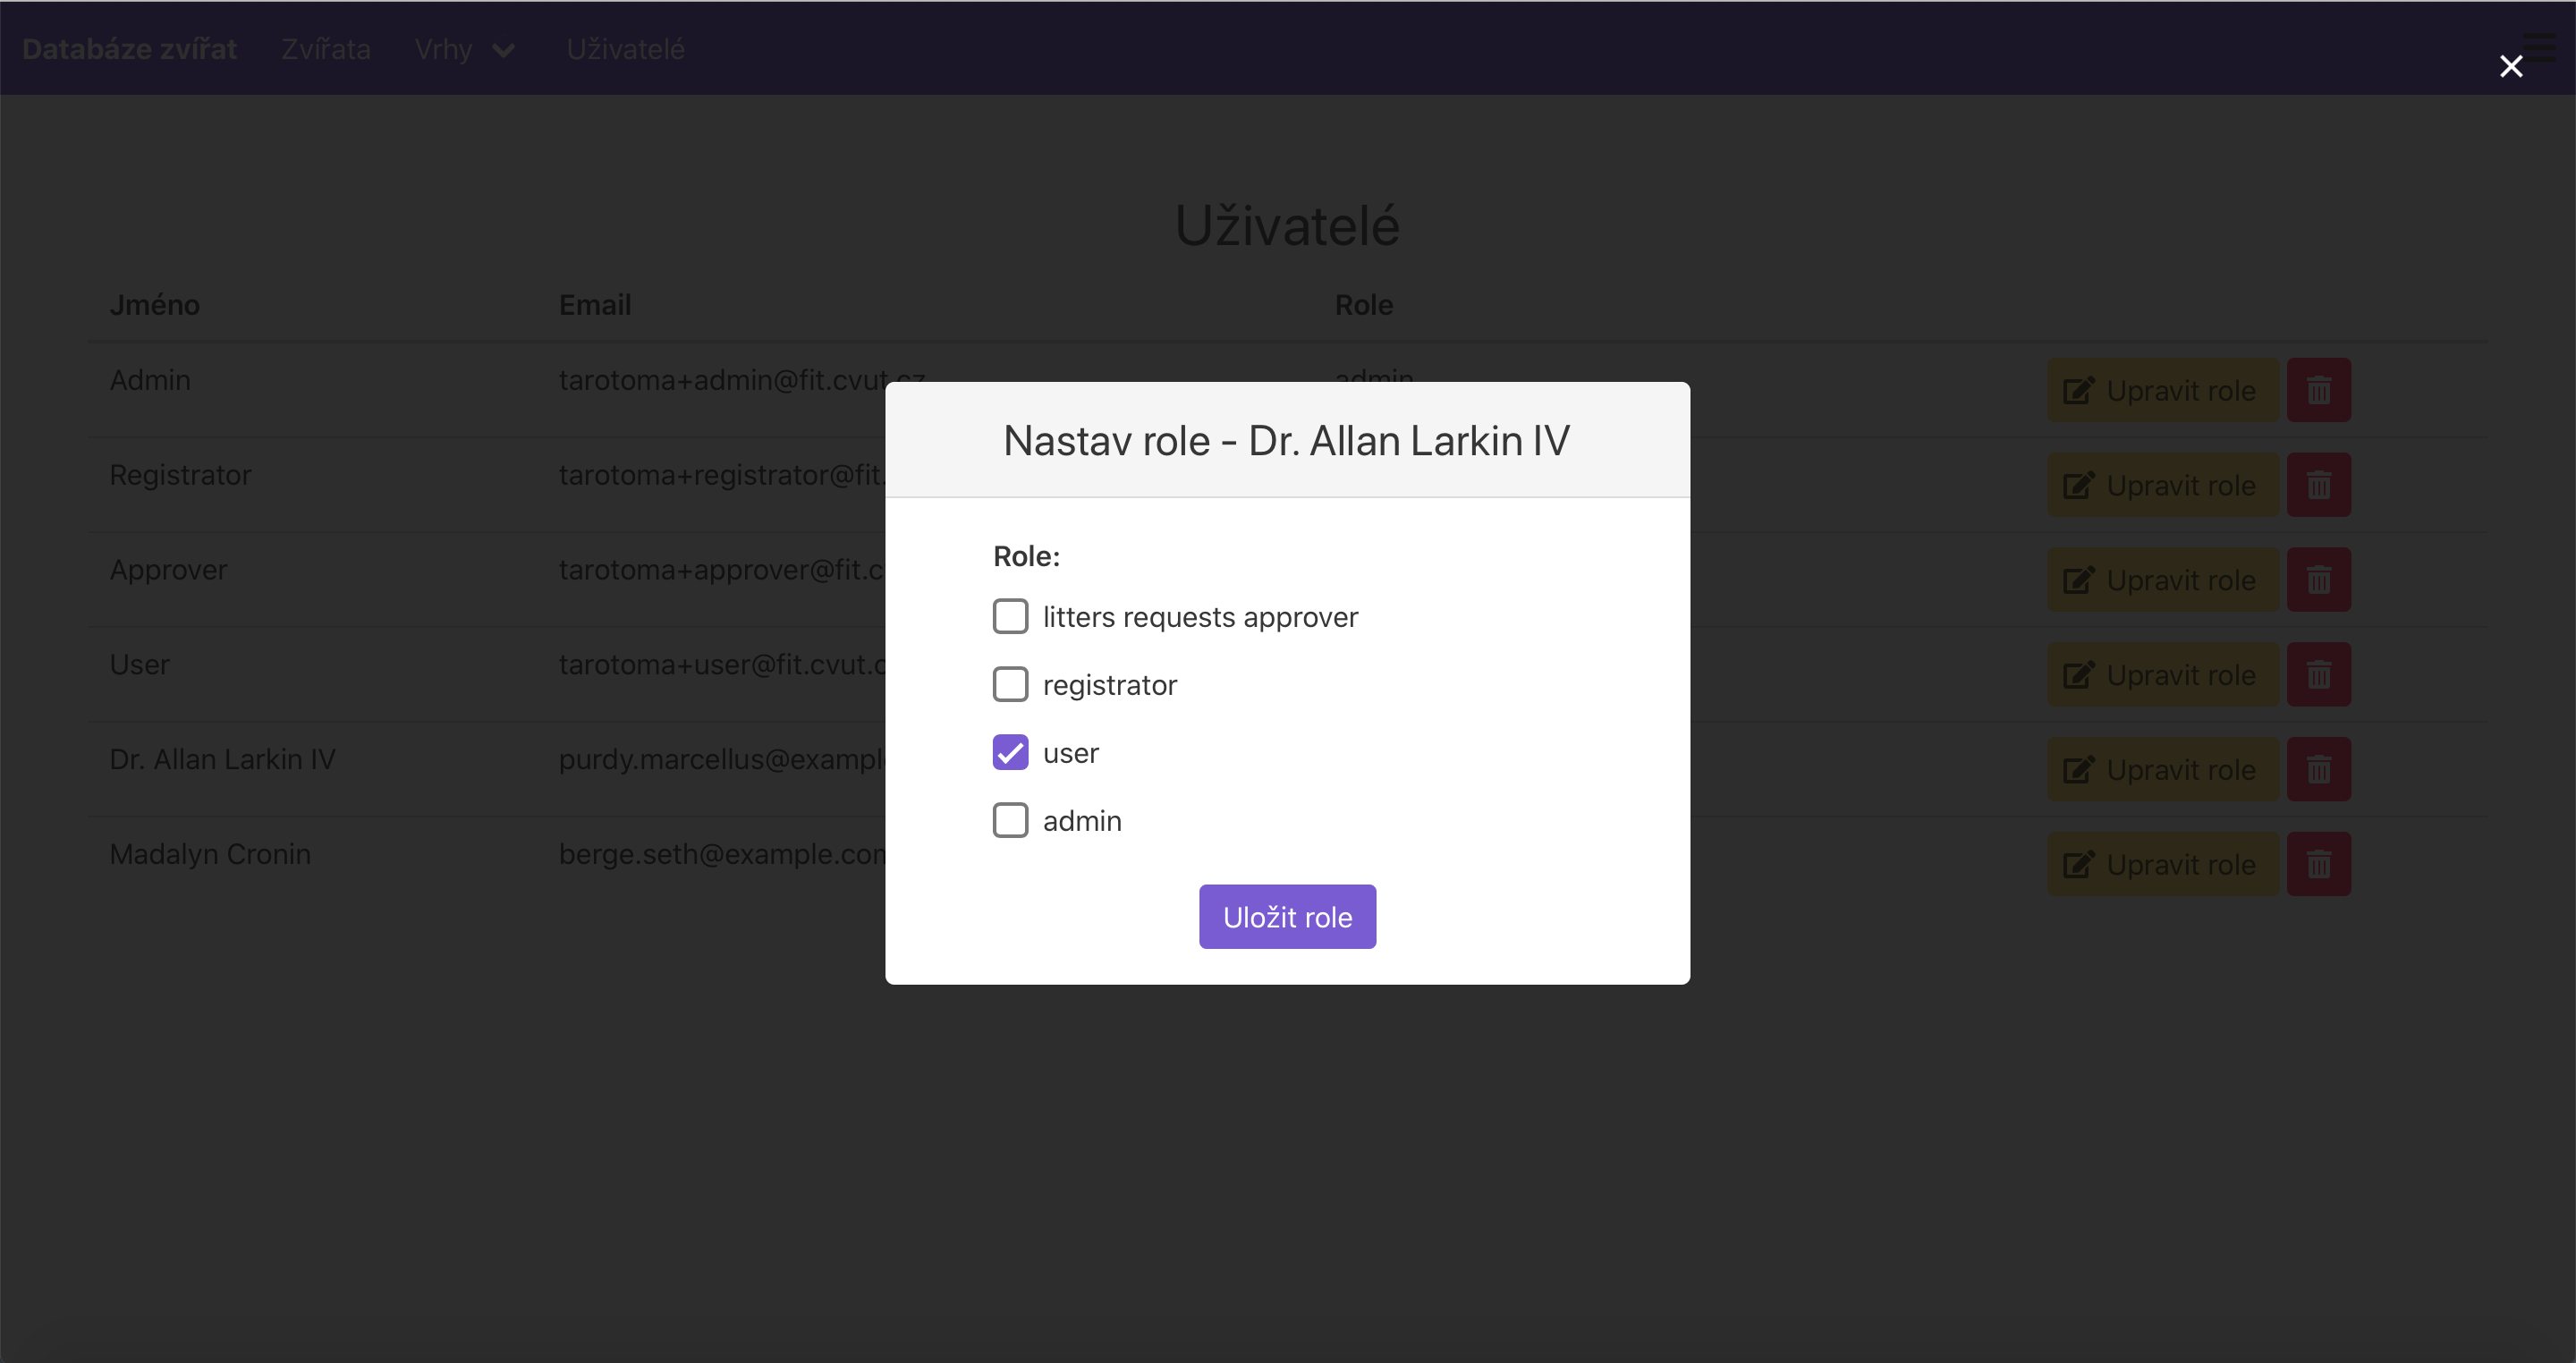 Databáze zvířat Zvířata Vrhy Uživatelé
Uživatelé
Jméno Email Role
Admin tarotoma+admin@fit.cvut.cz admin Upravit role
Registrator tarotoma+registrator@fit. Upravit role
Approver tarotoma+approver@fit.c Upravit role
User tarotoma+user@fit.cvut.c Upravit role
Dr. Allan Larkin IV purdy.marcellus@exampl Upravit role
Madalyn Cronin berge.seth@example.com Upravit role
Nastav role - Dr. Allan Larkin IV
Role:
litters requests approver
registrator
user
admin
Uložit role